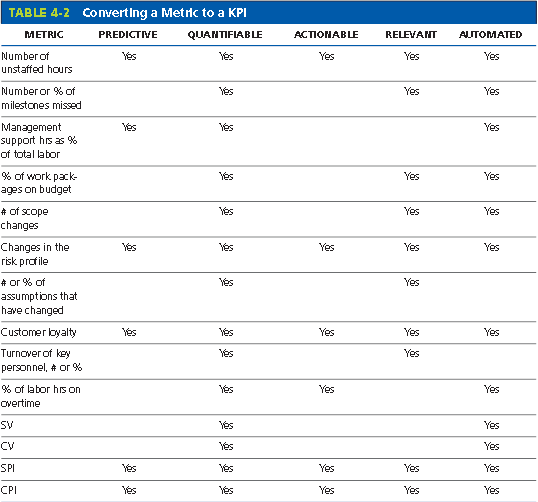 TABLE 4-2 Converting a Metric to a KPI
METRIC PREDICTIVE QUANTIFIABLE ACTIONABLE RELEVANT AUTOMATED
Number of Yes Yes Yes Yes Yes
unstaffed hours
Number or % of Yes Yes Yes
milestones missed
Management Yes Yes Yes
support hrs as %
of total labor
% of work pack- Yes Yes Yes
ages on budget
# of scope Yes Yes Yes
changes
Changes in the Yes Yes Yes Yes Yes
risk profile
# or % of Yes Yes
assumptions that
have changed
Customer loyalty Yes Yes Yes Yes Yes
Turnover of key Yes Yes
personnel, # or %
% of labor hrs on Yes Yes Yes
overtime
SV Yes Yes
CV Yes Yes
SPI Yes Yes Yes Yes Yes
CPI Yes Yes Yes Yes Yes